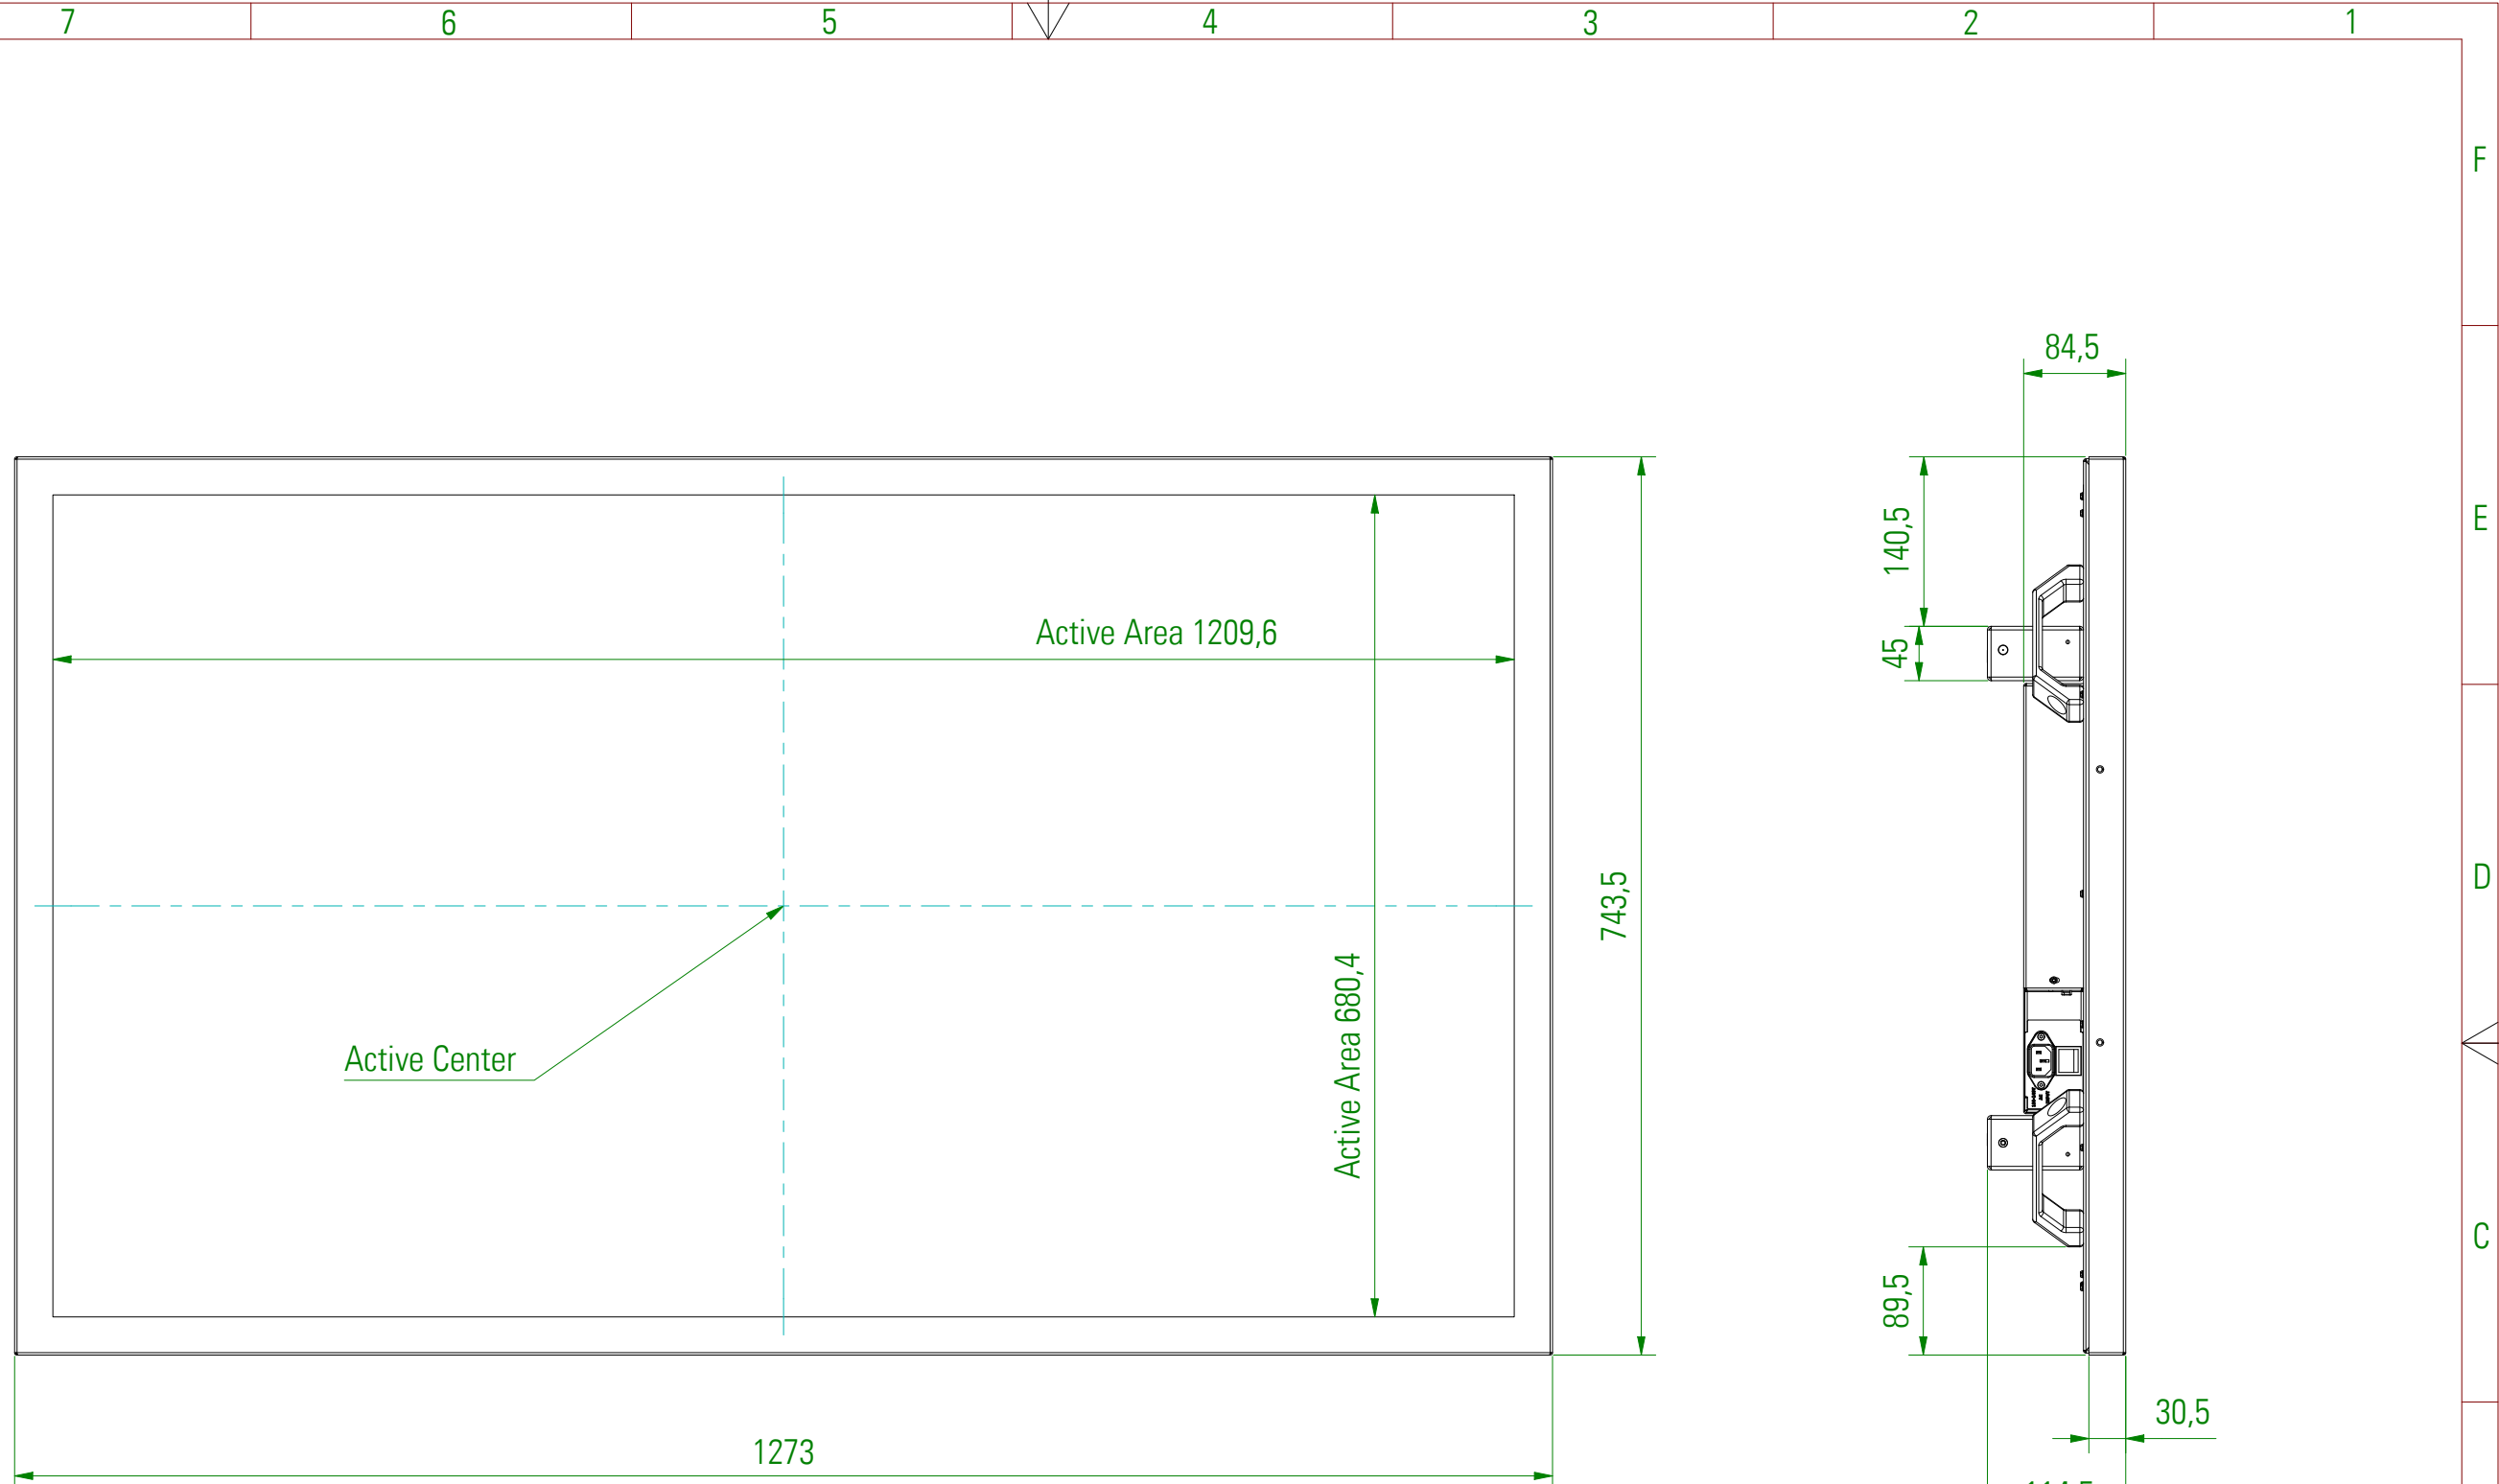 7 6 5 4 3 2 1
F
84,5
E
140,5
Active Area 1209,6
45
D
743,5
Active Area 680,4
Active Center
C
89,5
30,5
1273